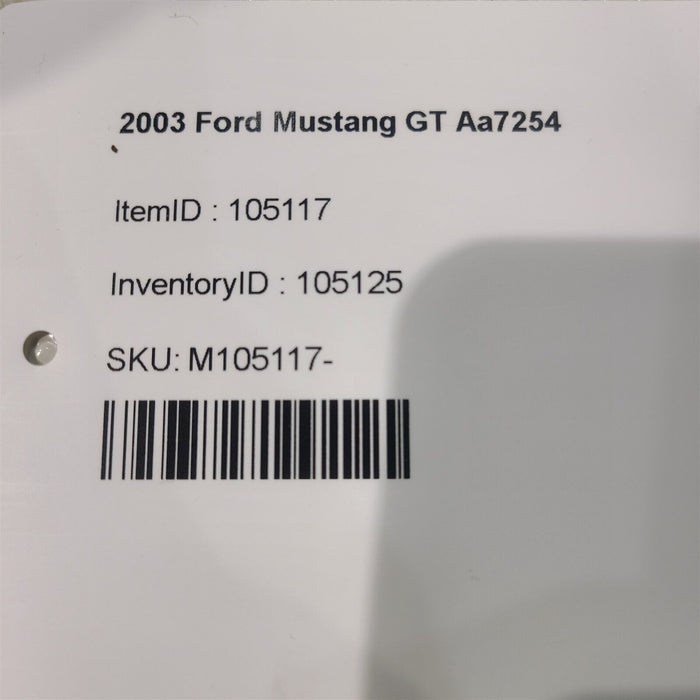 2003 Ford Mustang GT Aa7254
ItemID : 105117
InventoryID : 105125
SKU: M105117-